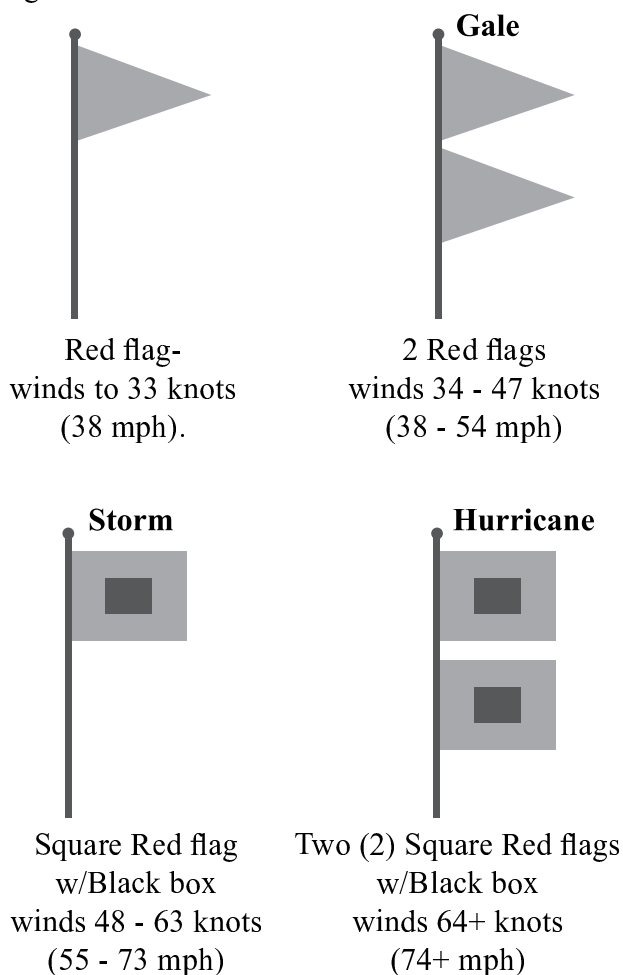 Gale
Red flag-
winds to 33 knots
(38 mph).
2 Red flags
winds 34 - 47 knots
(38 - 54 mph)
Storm
Square Red flag
w/Black box
winds 48 - 63 knots
(55 - 73 mph)
Hurricane
Two (2) Square Red flags
w/Black box
winds 64+ knots
(74+ mph)